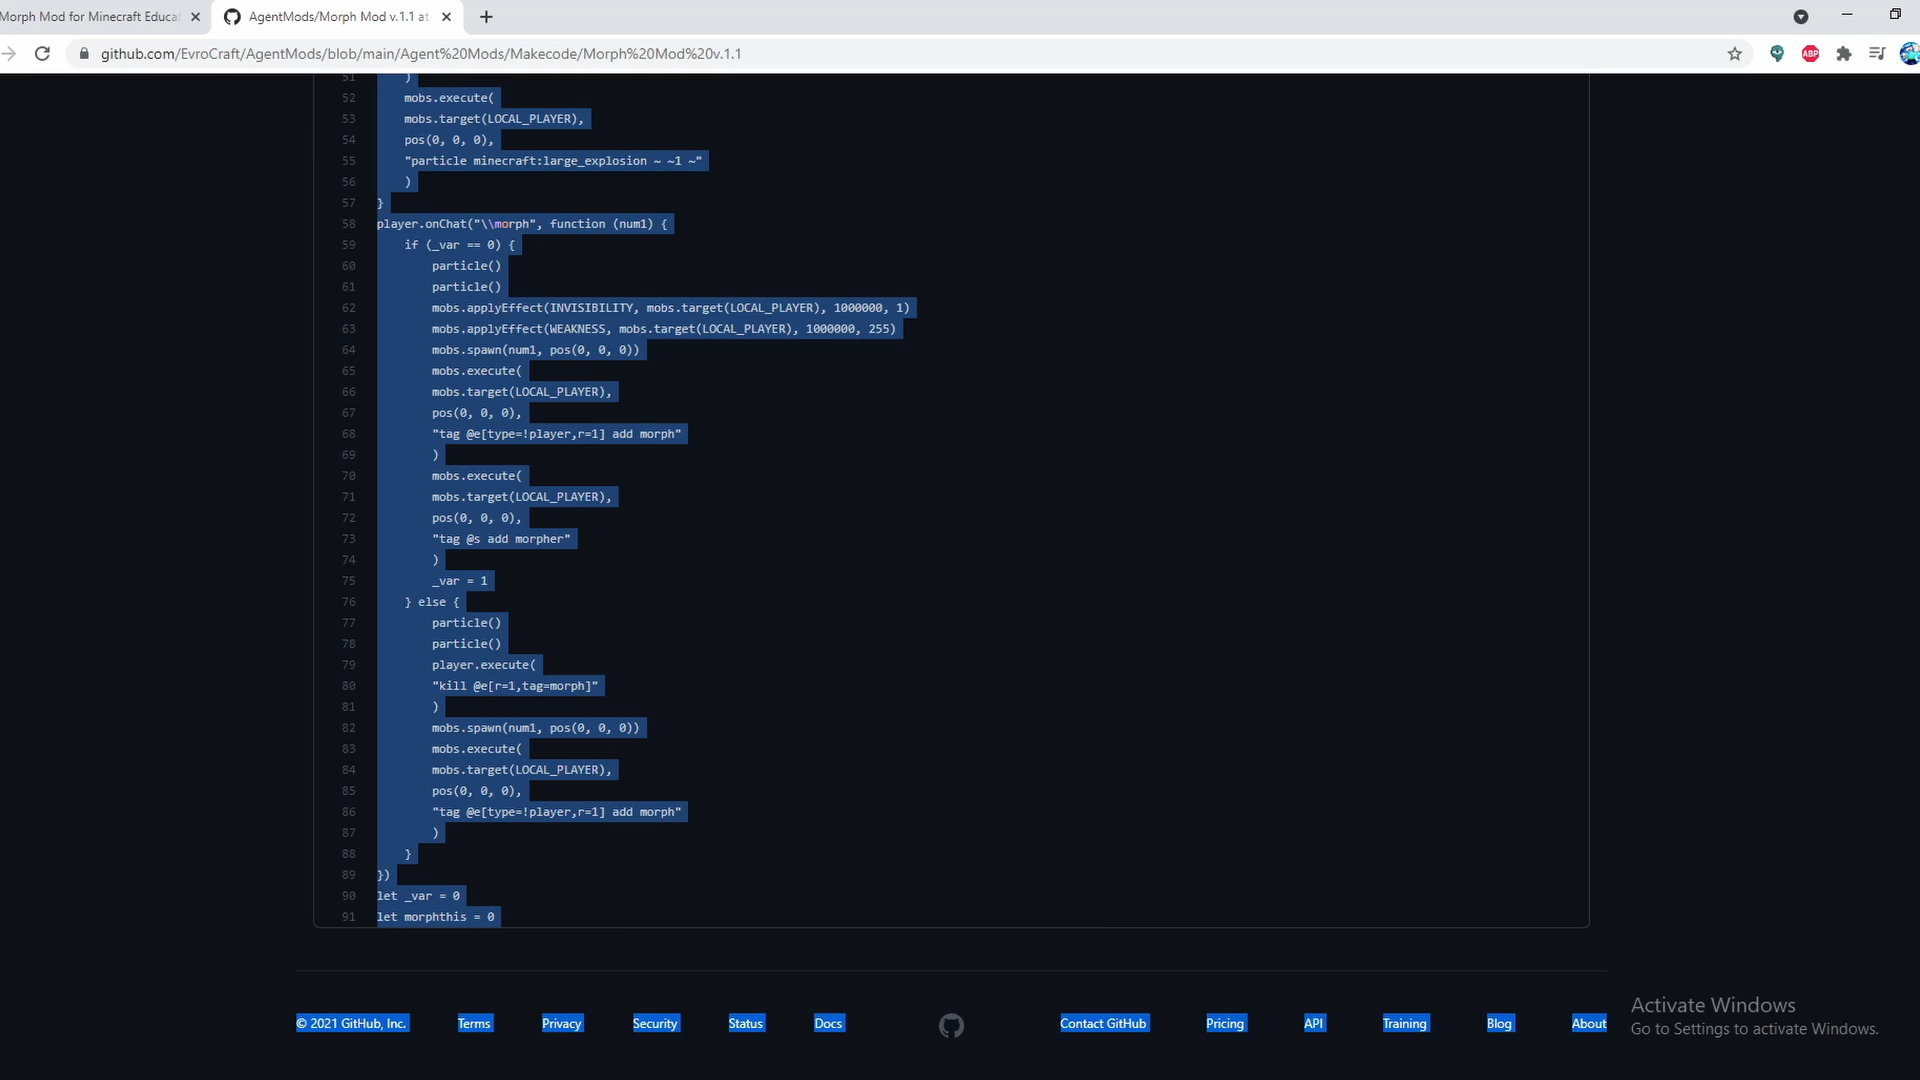 Morph Mod for Minecraft Educat
AgentMods/Morph Mod v.1.1 at
github.com/EvroCraft/AgentMods/blob/main/Agent%20Mods/Makecode/Morph%20Mod%20v.1.1
ABP
51 )
52 mobs.execute(
53 mobs.target(LOCAL_PLAYER),
54 pos(0, 0, 0),
55 "particle minecraft:large_explosion ~ ~1 ~"
56 )
57 }
58 player.onChat("\\morph", function (num1) {
59 if (_var == 0) {
60 particle()
61 particle()
62 mobs.applyEffect(INVISIBILITY, mobs.target(LOCAL_PLAYER), 1000000, 1)
63 mobs.applyEffect(WEAKNESS, mobs.target(LOCAL_PLAYER), 1000000, 255)
64 mobs.spawn(num1, pos(0, 0, 0))
65 mobs.execute(
66 mobs.target(LOCAL_PLAYER),
67 pos(0, 0, 0),
68 "tag @e[type=!player,r=1] add morph"
69 )
70 mobs.execute(
71 mobs.target(LOCAL_PLAYER),
72 pos(0, 0, 0),
73 "tag @s add morpher"
74 )
75 _var = 1
76 } else {
77 particle()
78 particle()
79 player.execute(
80 "kill @e[r=1,tag=morph]"
81 )
82 mobs.spawn(num1, pos(0, 0, 0))
83 mobs.execute(
84 mobs.target(LOCAL_PLAYER),
85 pos(0, 0, 0),
86 "tag @e[type=!player,r=1] add morph"
87 )
88 }
89 })
90 let _var = 0
91 let morphthis = 0
© 2021 GitHub, Inc. Terms Privacy Security Status Docs Contact GitHub Pricing API Training Blog About
Activate Windows
Go to Settings to activate Windows.